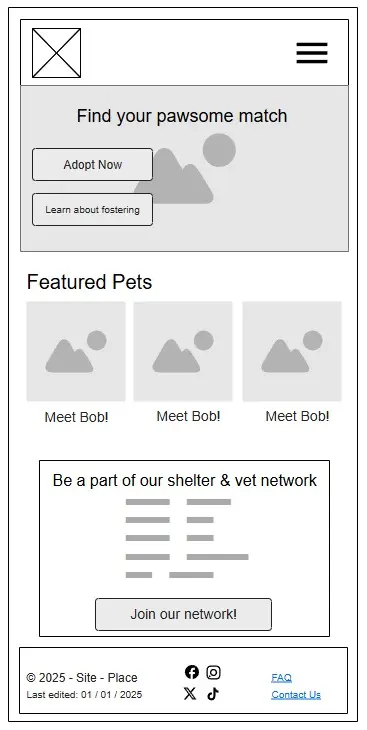 Find your pawsome match
Adopt Now
Learn about fostering
Featured Pets
Meet Bob!
Meet Bob!
Meet Bob!
Be a part of our shelter & vet network
Join our network!
© 2025 - Site - Place
Last edited: 01 / 01 / 2025
FAQ
Contact Us